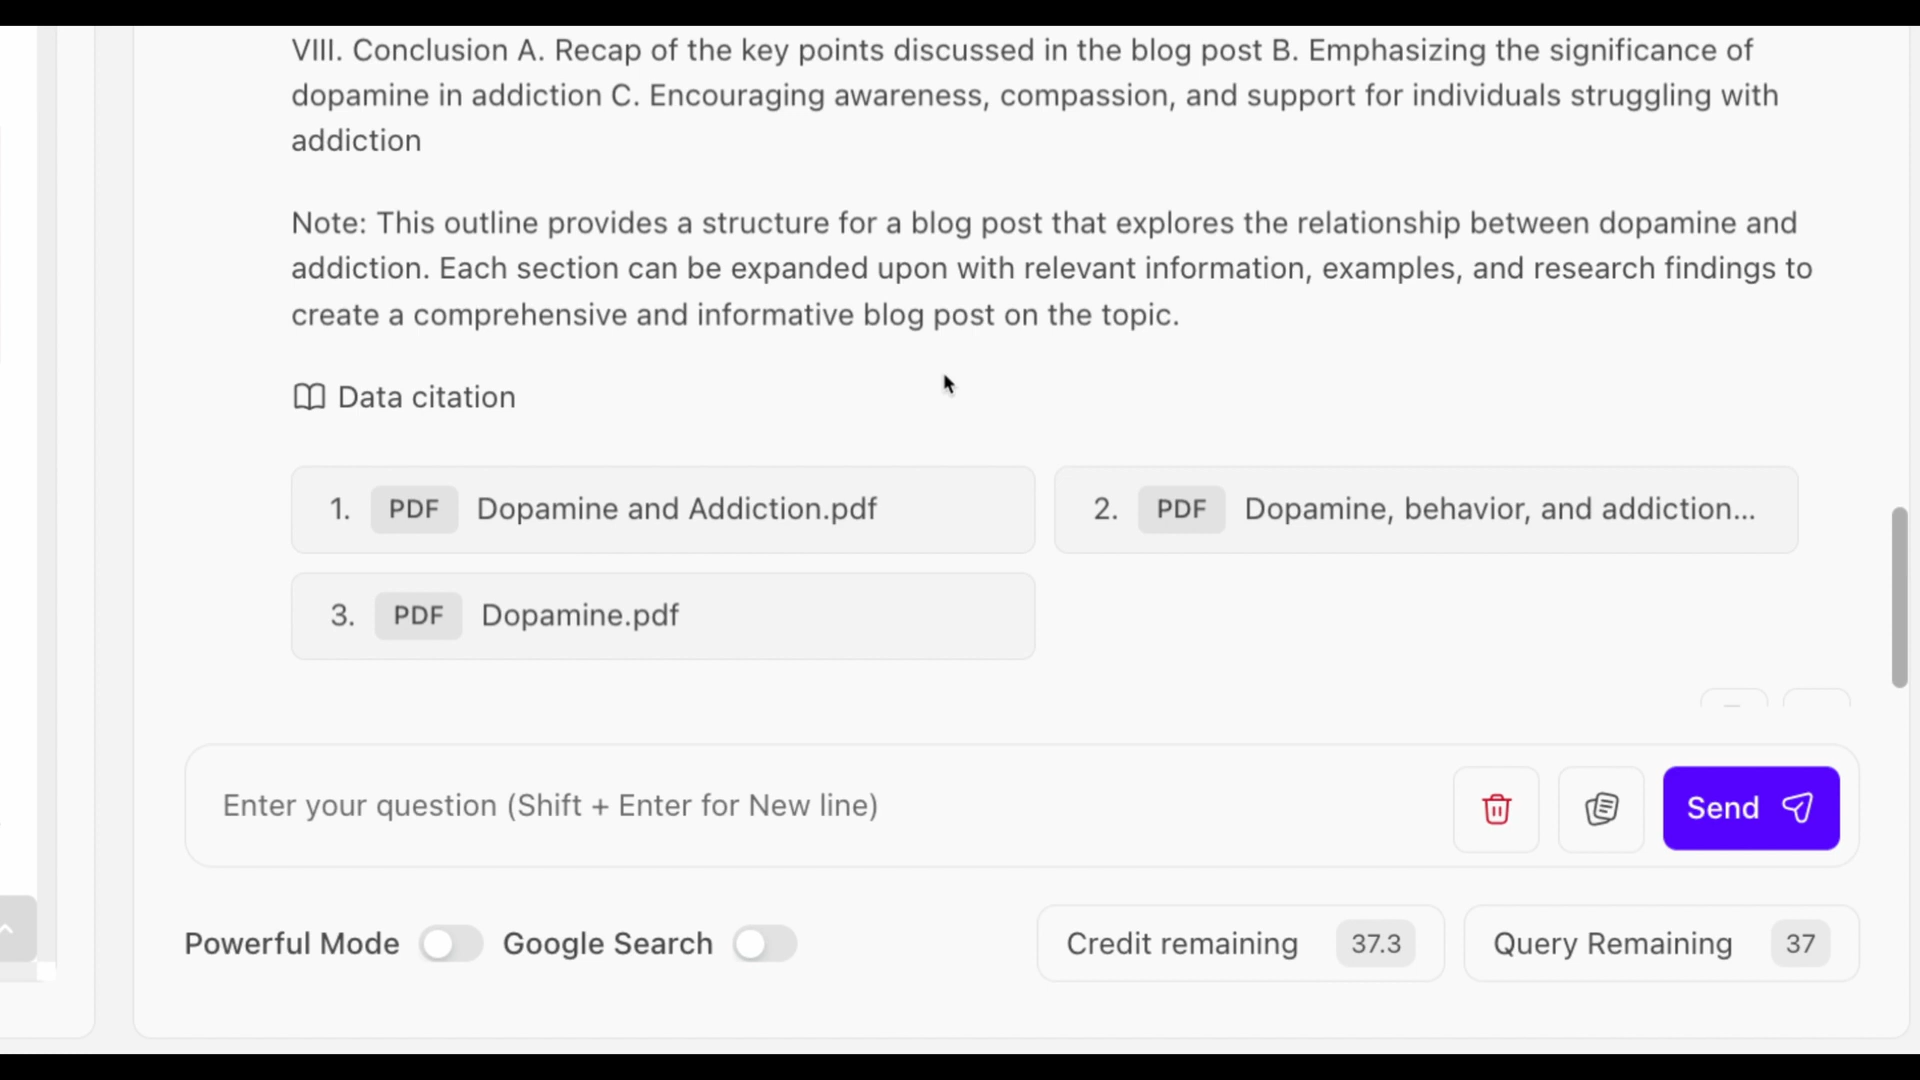 VIII. Conclusion A. Recap of the key points discussed in the blog post B. Emphasizing the significance of
dopamine in addiction C. Encouraging awareness, compassion, and support for individuals struggling with
addiction
Note: This outline provides a structure for a blog post that explores the relationship between dopamine and
addiction. Each section can be expanded upon with relevant information, examples, and research findings to
create a comprehensive and informative blog post on the topic.
Data citation
1. PDF Dopamine and Addiction.pdf
2. PDF Dopamine, behavior, and addiction...
3. PDF Dopamine.pdf
Enter your question (Shift + Enter for New line)
Send
Powerful Mode
Google Search
Credit remaining 37.3
Query Remaining 37